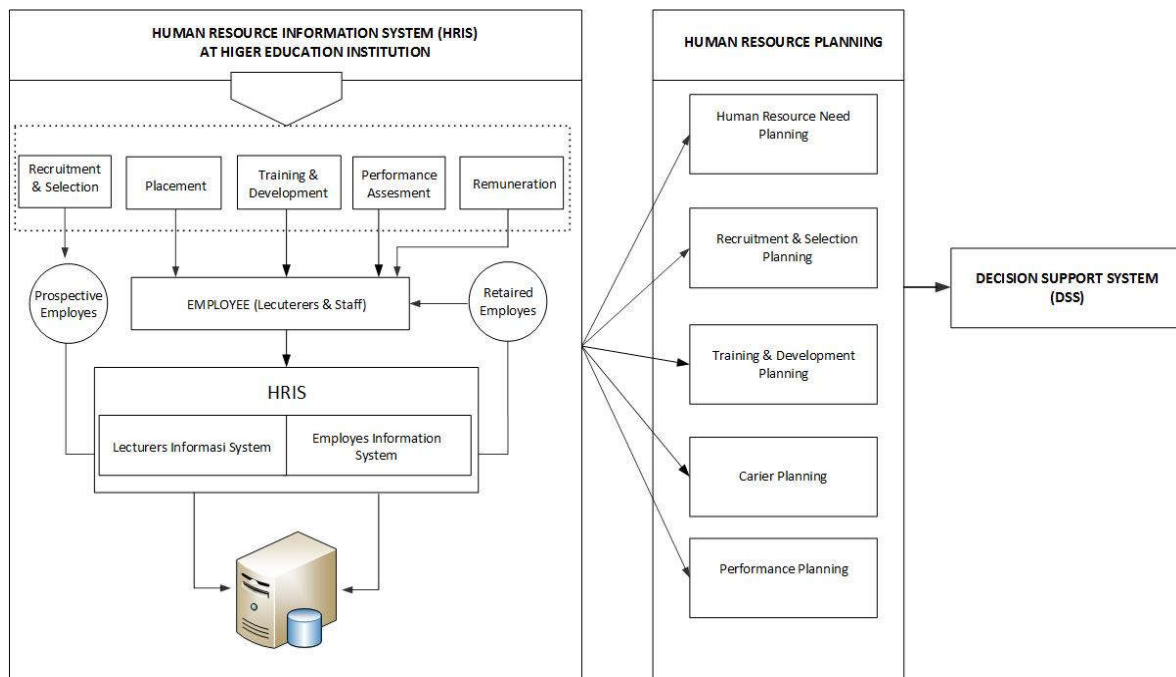 HUMAN RESOURCE INFORMATION SYSTEM (HRIS)
AT HIGER EDUCATION INSTITUTION
Recruitment
& Selection
Placement
Training &
Development
Performance
Assesment
Remuneration
Prospective
Employes
EMPLOYEE (Lecuterers & Staff)
Retaired
Employes
HRIS
Lecturers Informasi System
Employes Information
System
HUMAN RESOURCE PLANNING
Human Resource Need
Planning
Recruitment & Selection
Planning
Training & Development
Planning
Carier Planning
Performance Planning
DECISION SUPPORT SYSTEM
(DSS)